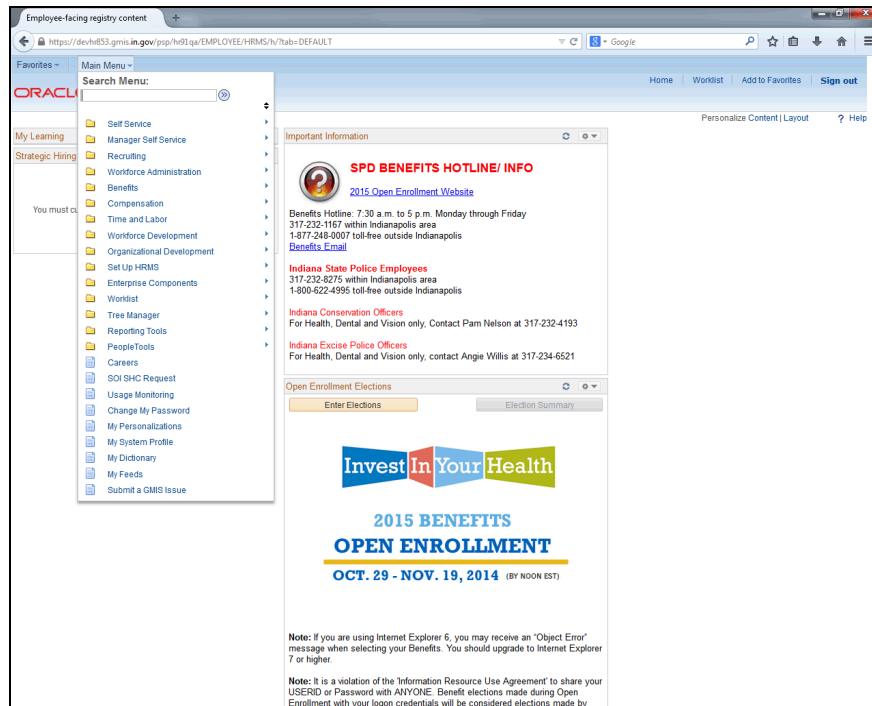 Employee-facing registry content
https://devhr853.gmis.in.gov/psp/hr91qa/EMPLOYEE/HRMS/h/?tab=DEFAULT
Google
Favorites
Main Menu
Home
Worklist
Add to Favorites
Sign out
ORACL
Search Menu:
Personalize Content | Layout
? Help
My Learning
Strategic Hiring
You must
Self Service
Manager Self Service
Recruiting
Workforce Administration
Benefits
Compensation
Time and Labor
Workforce Development
Organizational Development
Set Up HRMS
Enterprise Components
Worklist
Tree Manager
Reporting Tools
PeopleTools
Careers
SOI SHC Request
Usage Monitoring
Change My Password
My Personalizations
My System Profile
My Dictionary
My Feeds
Submit a GMIS Issue
Important Information
SPD BENEFITS HOTLINE/ INFO
2015 Open Enrollment Website
Benefits Hotline: 7:30 a.m. to 5 p.m. Monday through Friday
317-232-1167 within Indianapolis area
1-877-248-0007 toll-free outside Indianapolis
Benefits Email
Indiana State Police Employees
317-232-8275 within Indianapolis area
1-800-622-4995 toll-free outside Indianapolis
Indiana Conservation Officers
For Health, Dental and Vision only, Contact Pam Nelson at 317-232-4193
Indiana Excise Police Officers
For Health, Dental and Vision only, contact Angie Willis at 317-234-6521
Open Enrollment Elections
Enter Elections
Election Summary
Invest In Your Health
2015 BENEFITS
OPEN ENROLLMENT
OCT. 29 - NOV. 19, 2014 (BY NOON EST)
Note: If you are using Internet Explorer 6, you may receive an "Object Error"
message when selecting your Benefits. You should upgrade to Internet Explorer
7 or higher.
Note: It is a violation of the 'Information Resource Use Agreement' to share your
USERID or Password with ANYONE. Benefit elections made during Open
Enrollment with your logon credentials will be considered elections made by